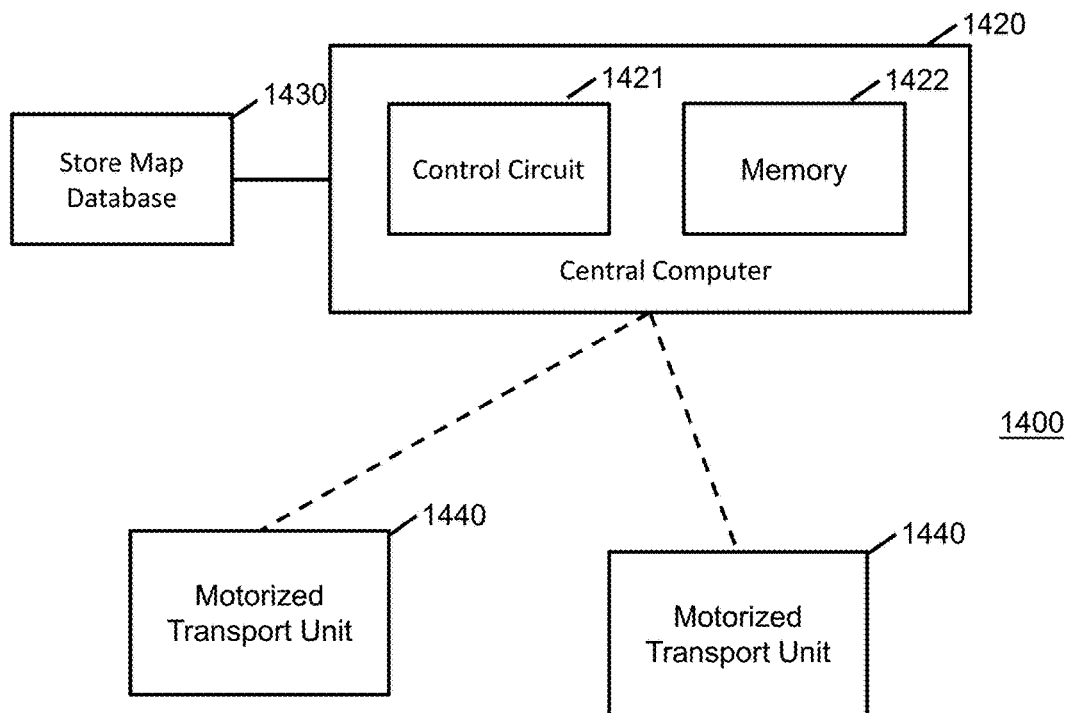 1420
1430
1421
1422
Store Map
Database
Control Circuit
Memory
Central Computer
1400
1440
1440
Motorized
Transport Unit
Motorized
Transport Unit